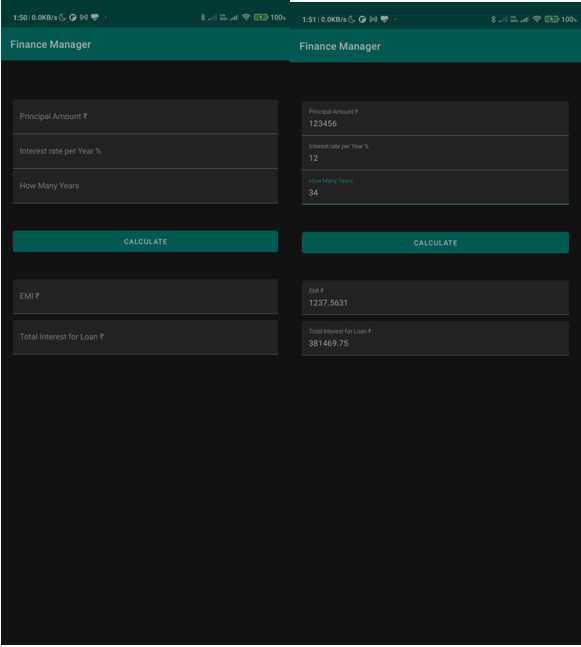 1:50 | 0.0KB/s
100%
Finance Manager
Principal Amount ₹
Interest rate per Year %
How Many Years
CALCULATE
EMI ₹
Total Interest for Loan ₹
1:51 | 0.0KB/s
100%
Finance Manager
Principal Amount ₹
123456
Interest rate per Year %
12
How Many Years
34
CALCULATE
EMI ₹
1237.5631
Total Interest for Loan ₹
381469.75